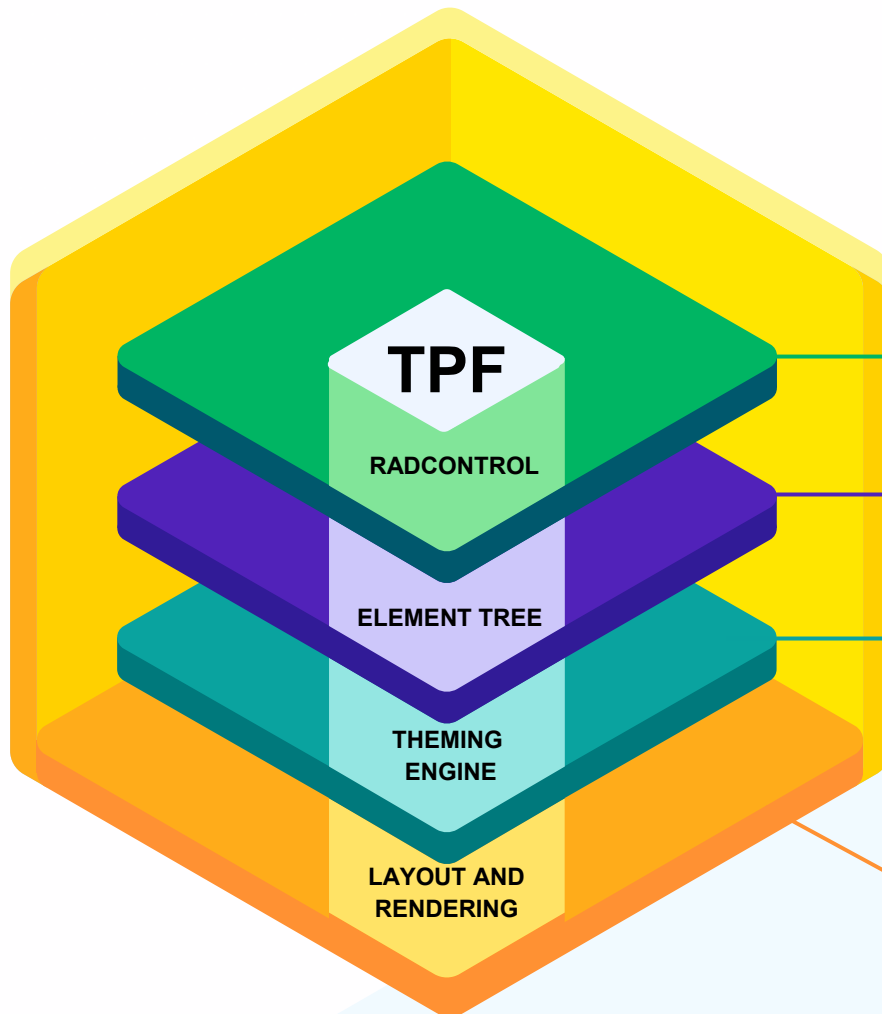 TPF
RADCONTROL
ELEMENT TREE
THEMING
ENGINE
LAYOUT AND
RENDERING